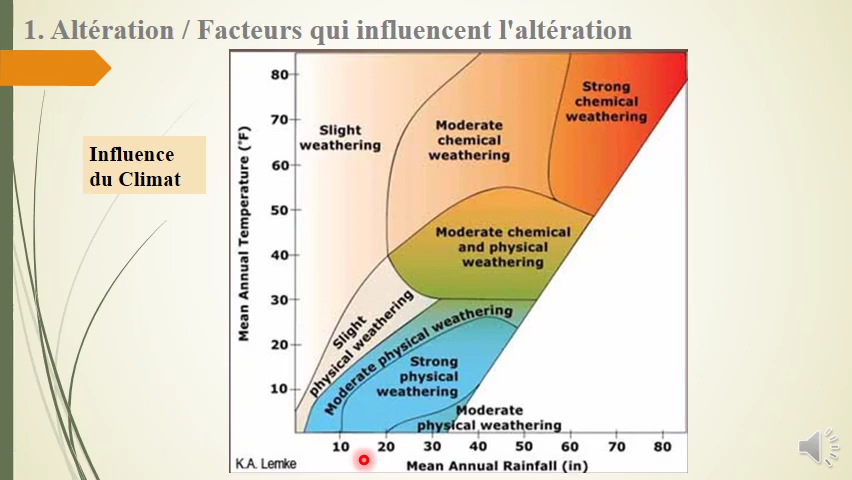 1. Altération / Facteurs qui influencent l'altération
Influence
du Climat
Mean Annual Temperature (°F)
80
70
60
50
40
30
20
10
Slight
weathering
Moderate
chemical
weathering
Strong
chemical
weathering
Moderate chemical
and physical
weathering
Slight
physical weathering
Moderate physical weathering
Strong
physical
weathering
Moderate
physical weathering
10 20 30 40 50 60 70 80
K.A. Lemke
Mean Annual Rainfall (in)